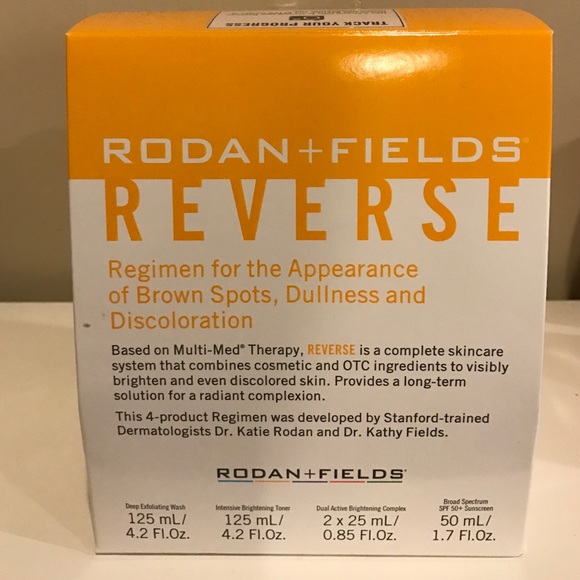 TRACK YOUR PROGRESS
RODAN+FIELDS®
REVERSE
Regimen for the Appearance
of Brown Spots, Dullness and
Discoloration
Based on Multi-Med® Therapy, REVERSE is a complete skincare
system that combines cosmetic and OTC ingredients to visibly
brighten and even discolored skin. Provides a long-term
solution for a radiant complexion.
This 4-product Regimen was developed by Stanford-trained
Dermatologists Dr. Katie Rodan and Dr. Kathy Fields.
RODAN+FIELDS®
Deep Exfoliating Wash
125 mL/
4.2 Fl.Oz.
Intensive Brightening Toner
125 mL/
4.2 Fl.Oz.
Dual Active Brightening Complex
2 x 25 mL/
0.85 Fl.Oz.
Broad Spectrum
SPF 50+ Sunscreen
50 mL/
1.7 Fl.Oz.